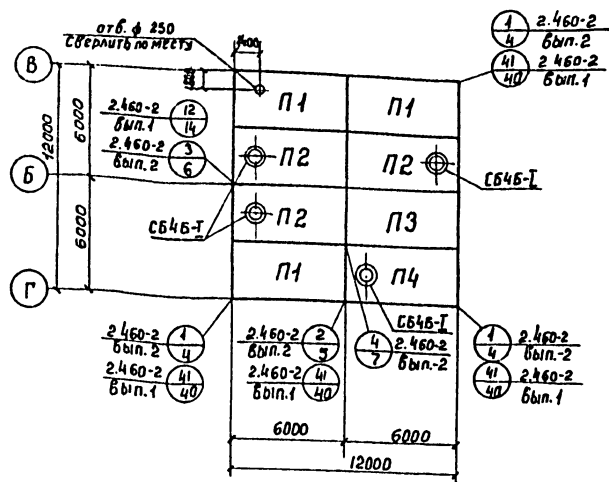 отв. ф 250
сверлить по месту
400
1
4
2.460-2
вып.2
41
40
2.460-2
вып.1
В
Б
Г
12000
6000
6000
2.460-2
вып.1
12
14
2.460-2
вып.2
3
6
П1
П1
П2
П2
П2
П3
П1
П4
СБ4Б-I
СБ4Б-I
СБ4Б-I
2.460-2
вып.2
1
4
2.460-2
вып.1
41
40
2.460-2
вып.2
2
5
2.460-2
вып.1
41
40
4
7
2.460-2
вып.-2
1
4
2.460-2
вып.-2
41
40
2.460-2
вып.1
6000
6000
12000